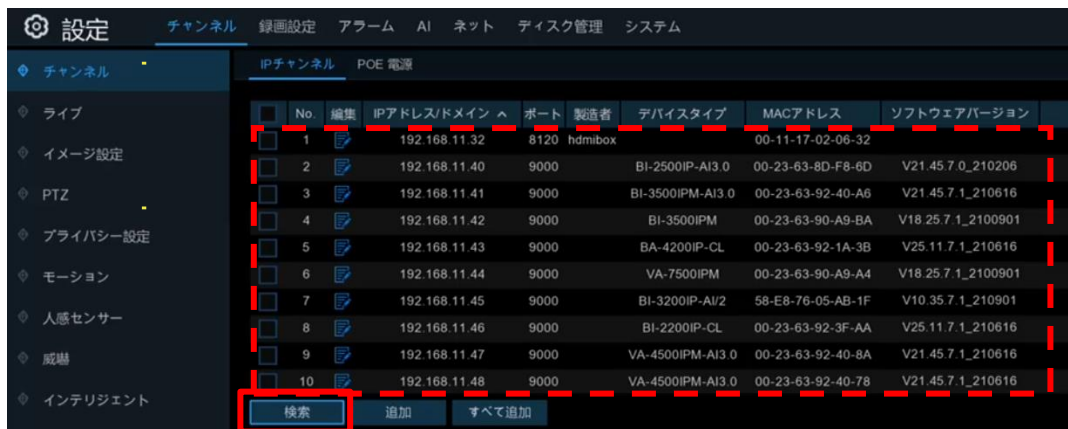 設定 チャンネル 録画設定 アラーム AI ネット ディスク管理 システム
チャンネル
ライブ
イメージ設定
PTZ
プライバシー設定
モーション
人感センサー
威嚇
インテリジェント
IPチャンネル POE 電源
No. 編集 IPアドレス/ドメイン ポート 製造者 デバイスタイプ MACアドレス ソフトウェアバージョン
1 192.168.11.32 8120 hdmibox 00-11-17-02-06-32
2 192.168.11.40 9000 BI-2500IP-AI3.0 00-23-63-8D-F8-6D V21.45.7.0_210206
3 192.168.11.41 9000 BI-3500IPM-AI3.0 00-23-63-92-40-A6 V21.45.7.1_210616
4 192.168.11.42 9000 BI-3500IPM 00-23-63-90-A9-BA V18.25.7.1_2100901
5 192.168.11.43 9000 BA-4200IP-CL 00-23-63-92-1A-3B V25.11.7.1_210616
6 192.168.11.44 9000 VA-7500IPM 00-23-63-90-A9-A4 V18.25.7.1_2100901
7 192.168.11.45 9000 BI-3200IP-AI/2 58-E8-76-05-AB-1F V10.35.7.1_210901
8 192.168.11.46 9000 BI-2200IP-CL 00-23-63-92-3F-AA V25.11.7.1_210616
9 192.168.11.47 9000 VA-4500IPM-AI3.0 00-23-63-92-40-8A V21.45.7.1_210616
10 192.168.11.48 9000 VA-4500IPM-AI3.0 00-23-63-92-40-78 V21.45.7.1_210616
検索 追加 すべて追加